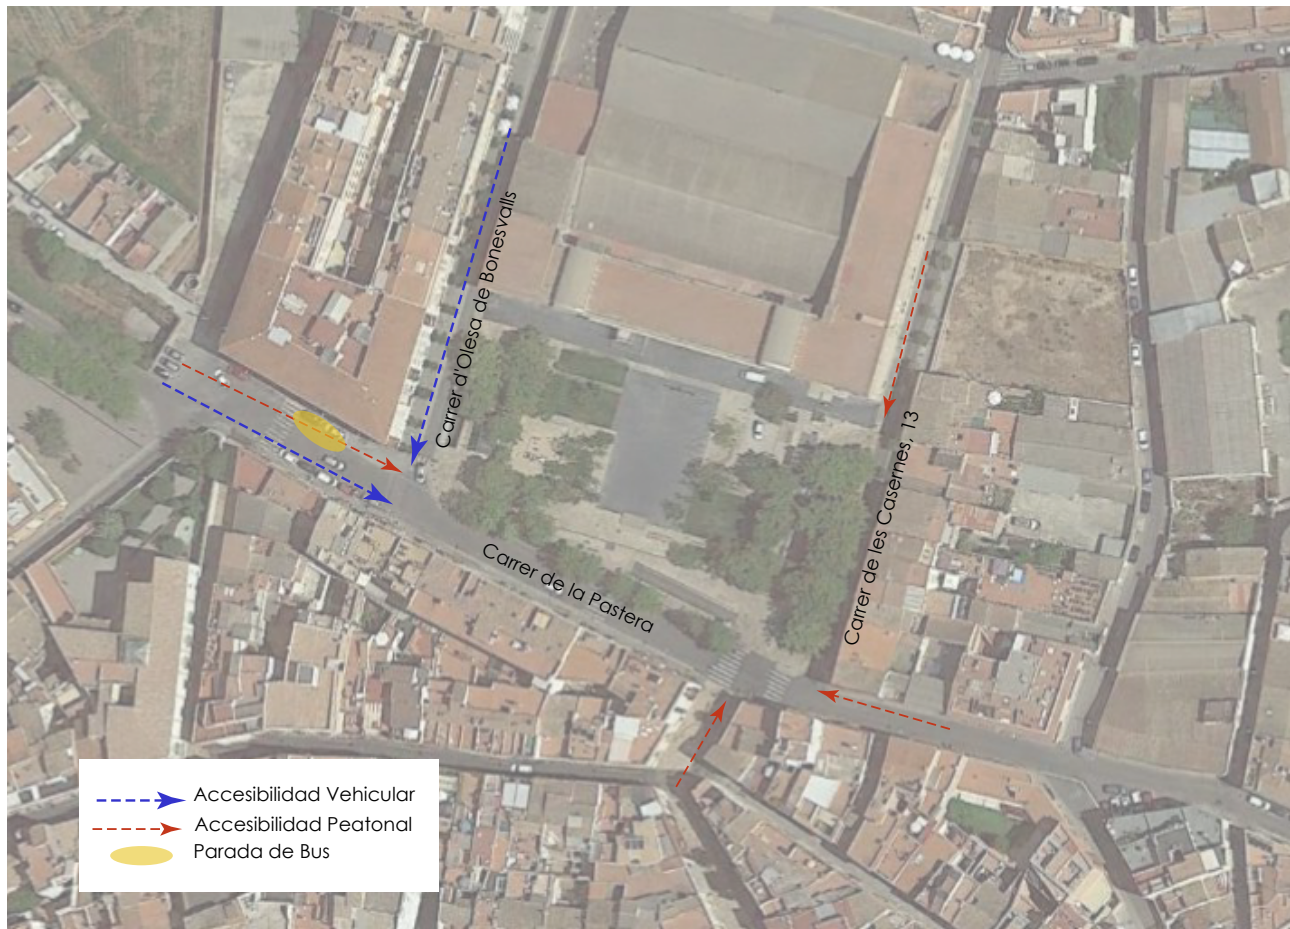 Carrer d'Olesa de Bonesvalls
Carrer de les Casernes, 13
Carrer de la Pastera
Accesibilidad Vehicular
Accesibilidad Peatonal
Parada de Bus